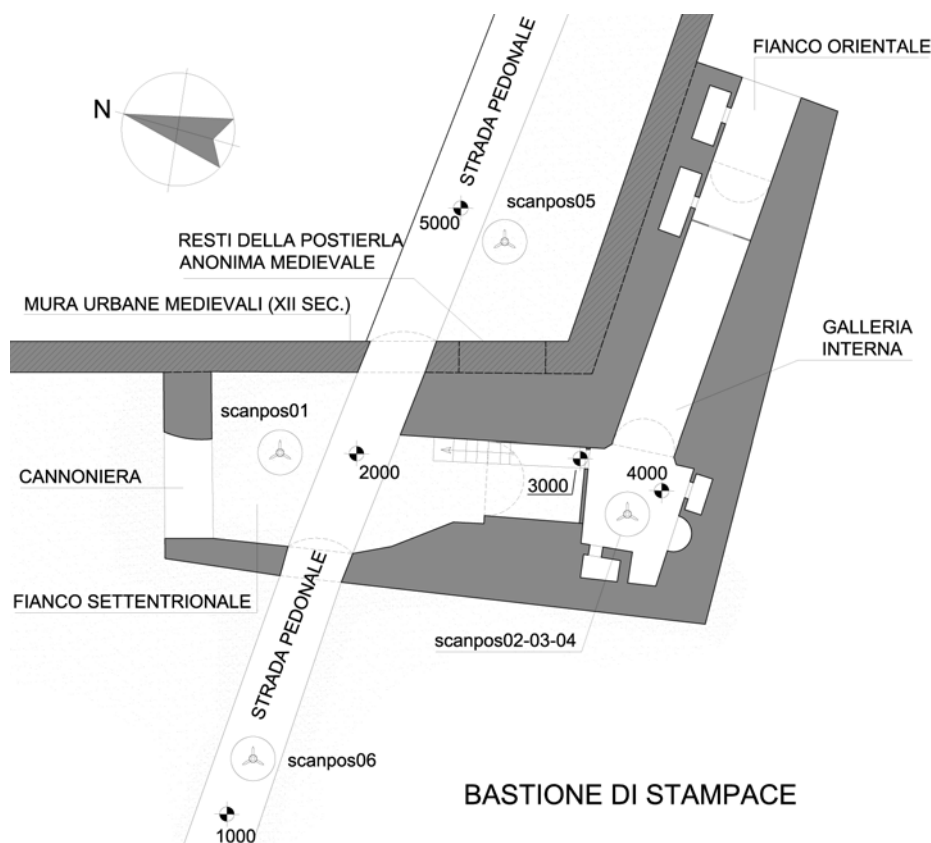 FIANCO ORIENTALE
N
STRADA PEDONALE
scanpos05
5000
RESTI DELLA POSTIERLA
ANONIMA MEDIEVALE
MURA URBANE MEDIEVALI (XII SEC.)
GALLERIA
INTERNA
scanpos01
2000
3000
4000
CANNONIERA
FIANCO SETTENTRIONALE
STRADA PEDONALE
scanpos02-03-04
scanpos06
BASTIONE DI STAMPACE
1000